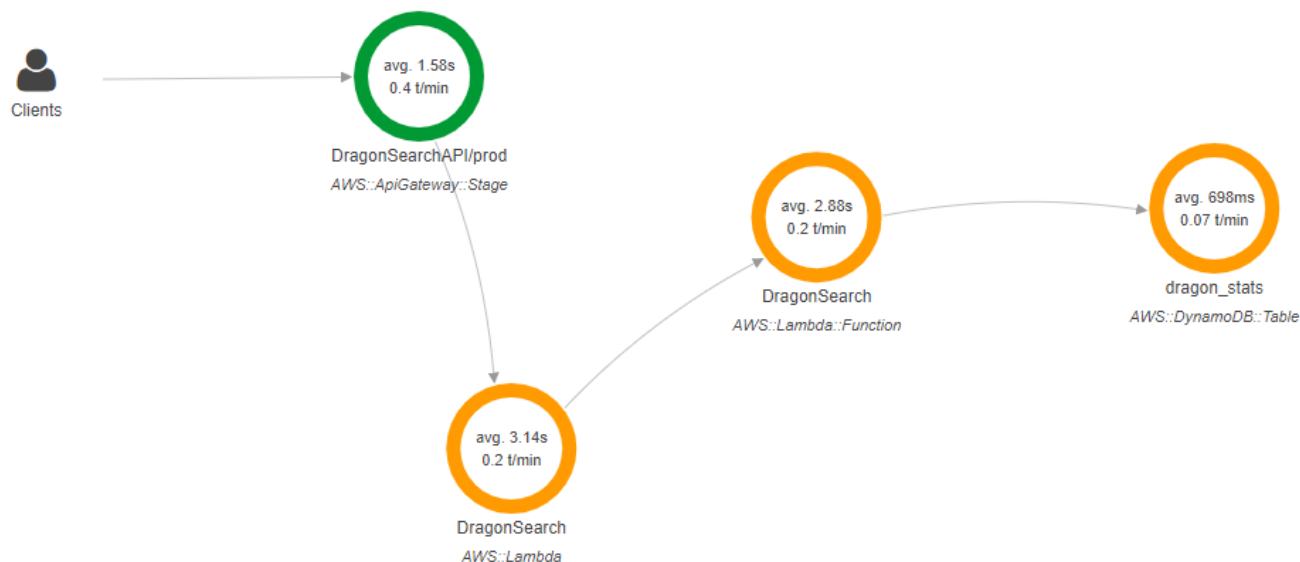 Clients
avg. 1.58s
0.4 t/min
DragonSearchAPI/prod
AWS::ApiGateway::Stage
avg. 3.14s
0.2 t/min
DragonSearch
AWS::Lambda
avg. 2.88s
0.2 t/min
DragonSearch
AWS::Lambda::Function
avg. 698ms
0.07 t/min
dragon_stats
AWS::DynamoDB::Table